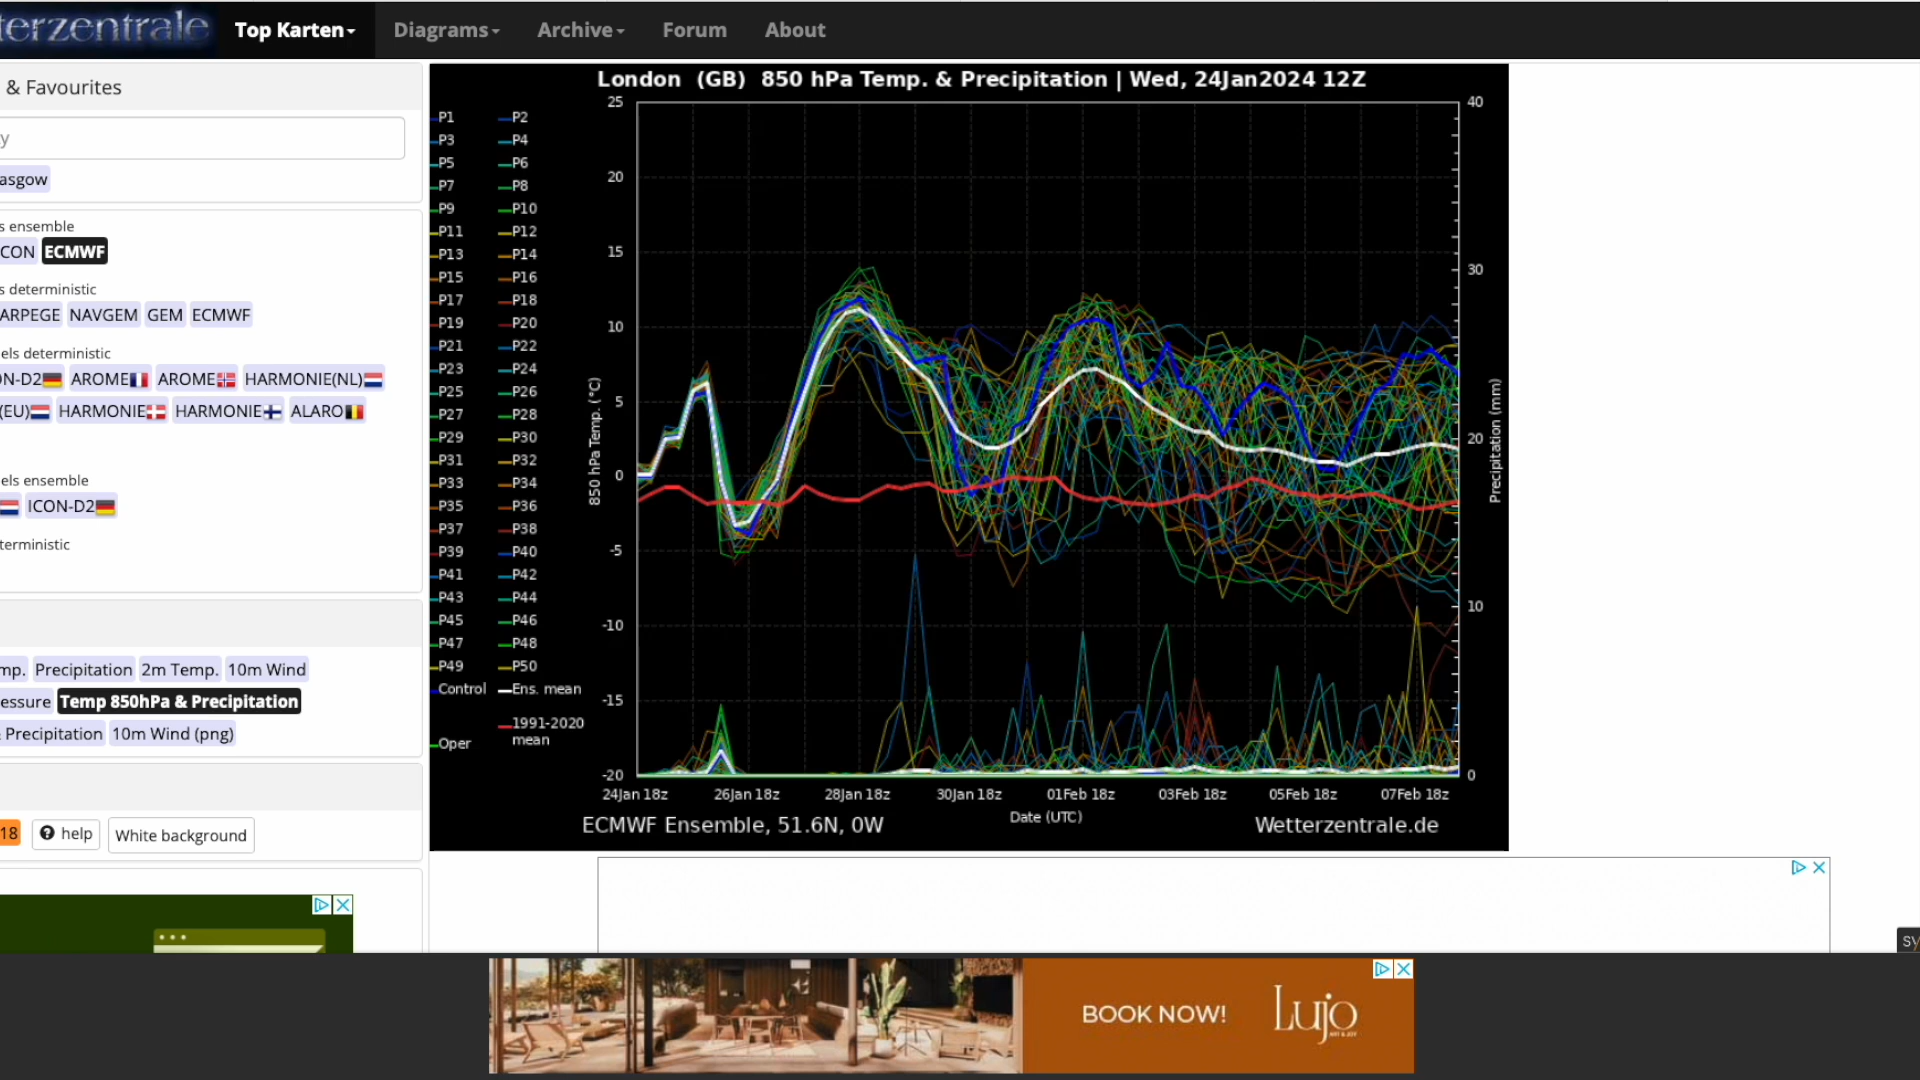 terzentrale Top Karten Diagrams Archive Forum About
& Favourites
y
asgow
s ensemble
CON ECMWF
s deterministic
ARPEGE NAVGEM GEM ECMWF
els deterministic
ON-D2 AROME AROME HARMONIE(NL)
(EU) HARMONIE HARMONIE ALARO
els ensemble
ICON-D2
terministic
mp. Precipitation 2m Temp. 10m Wind
essure Temp 850hPa & Precipitation
Precipitation 10m Wind (png)
18 help White background
London (GB) 850 hPa Temp. & Precipitation | Wed, 24Jan2024 12Z
P1 P2
P3 P4
P5 P6
P7 P8
P9 P10
P11 P12
P13 P14
P15 P16
P17 P18
P19 P20
P21 P22
P23 P24
P25 P26
P27 P28
P29 P30
P31 P32
P33 P34
P35 P36
P37 P38
P39 P40
P41 P42
P43 P44
P45 P46
P47 P48
P49 P50
Control Ens. mean
1991-2020
mean
Oper
850 hPa Temp. (°C)
25
20
15
10
5
0
-5
-10
-15
-20
40
30
20
10
0
Precipitation (mm)
24Jan 18z 26Jan 18z 28Jan 18z 30Jan 18z 01Feb 18z 03Feb 18z 05Feb 18z 07Feb 18z
Date (UTC)
ECMWF Ensemble, 51.6N, 0W Wetterzentrale.de
sy
BOOK NOW! Lujo